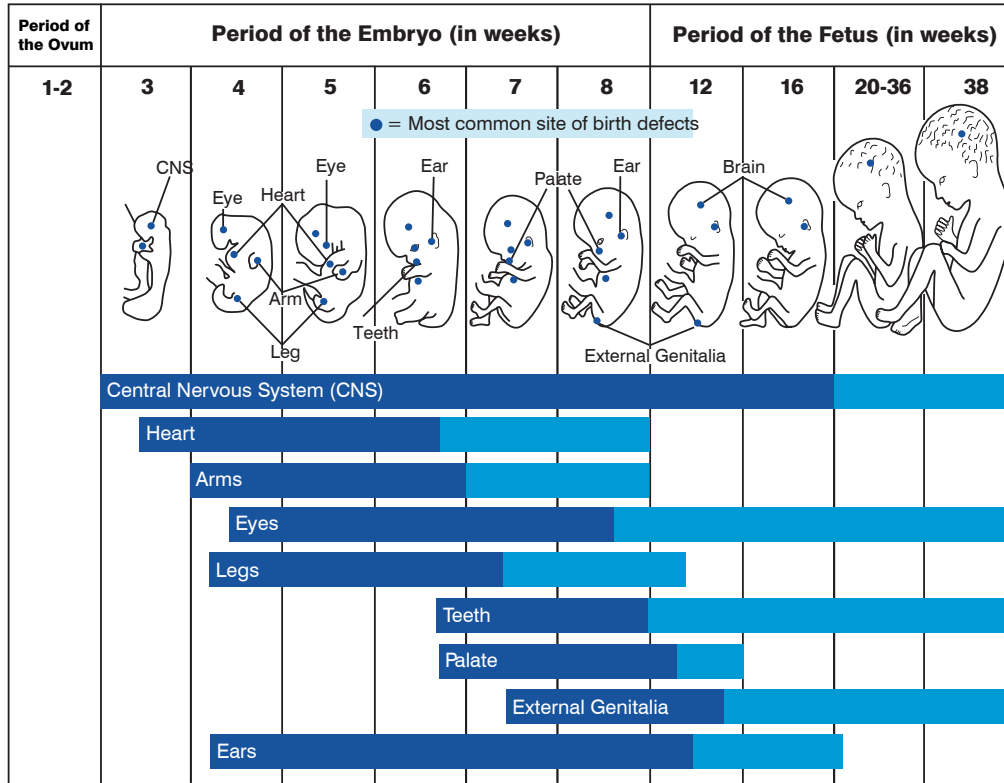 Period of
the Ovum
Period of the Embryo (in weeks)
Period of the Fetus (in weeks)
1-2
3
4
5
6
7
8
12
16
20-36
38
= Most common site of birth defects
CNS
Eye
Heart
Eye
Ear
Palate
Ear
Brain
Arm
Leg
Teeth
External Genitalia
Central Nervous System (CNS)
Heart
Arms
Eyes
Legs
Teeth
Palate
External Genitalia
Ears